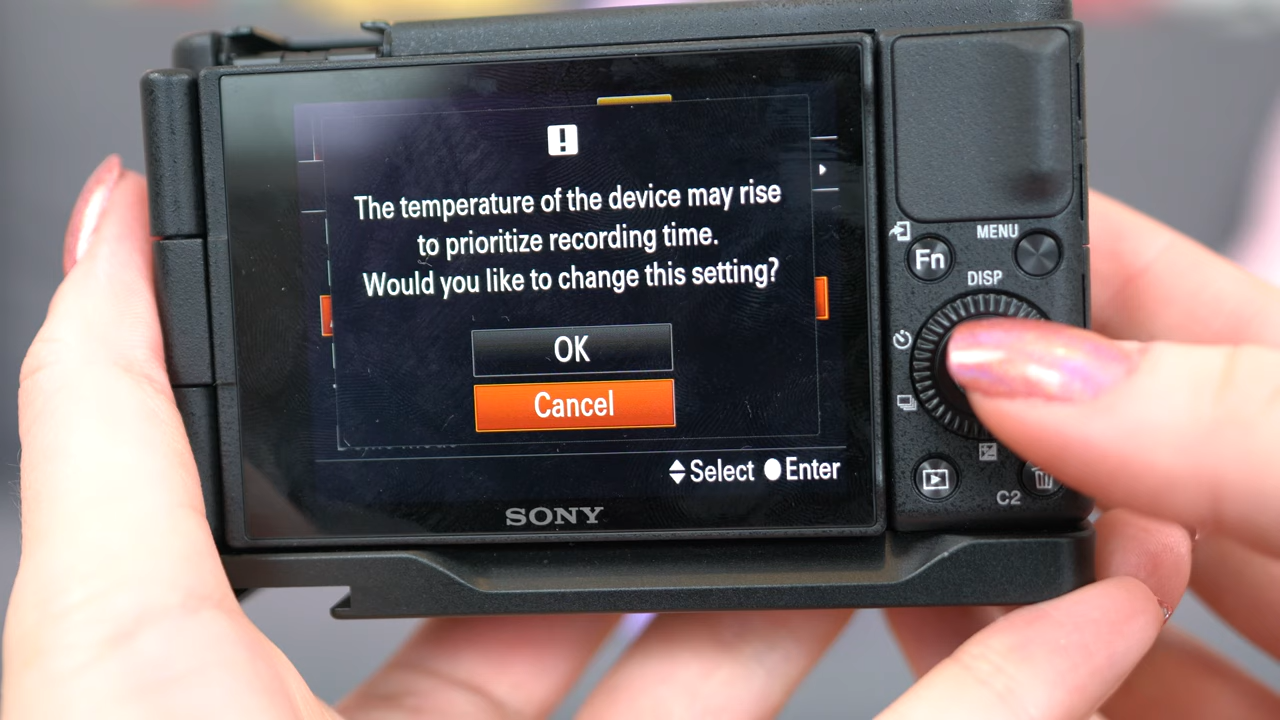 !
The temperature of the device may rise
to prioritize recording time.
Would you like to change this setting?
OK
Cancel
Select Enter
SONY
MENU
Fn
DISP
C2